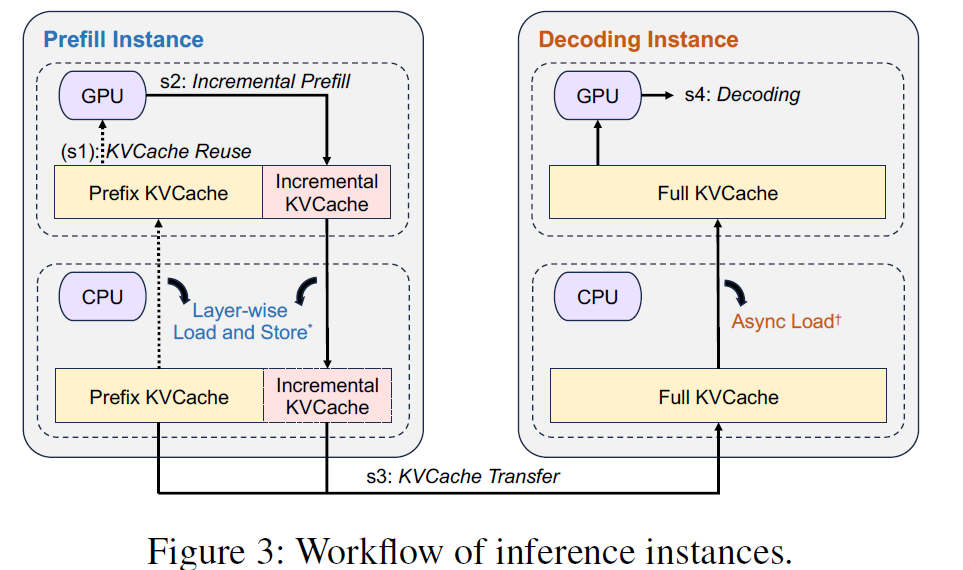 Prefill Instance
GPU
s2: Incremental Prefill
(s1): KVCache Reuse
Prefix KVCache
Incremental
KVCache
CPU
Layer-wise
Load and Store*
Prefix KVCache
Incremental
KVCache
Decoding Instance
GPU
s4: Decoding
Full KVCache
CPU
Async Load†
Full KVCache
s3: KVCache Transfer
Figure 3: Workflow of inference instances.